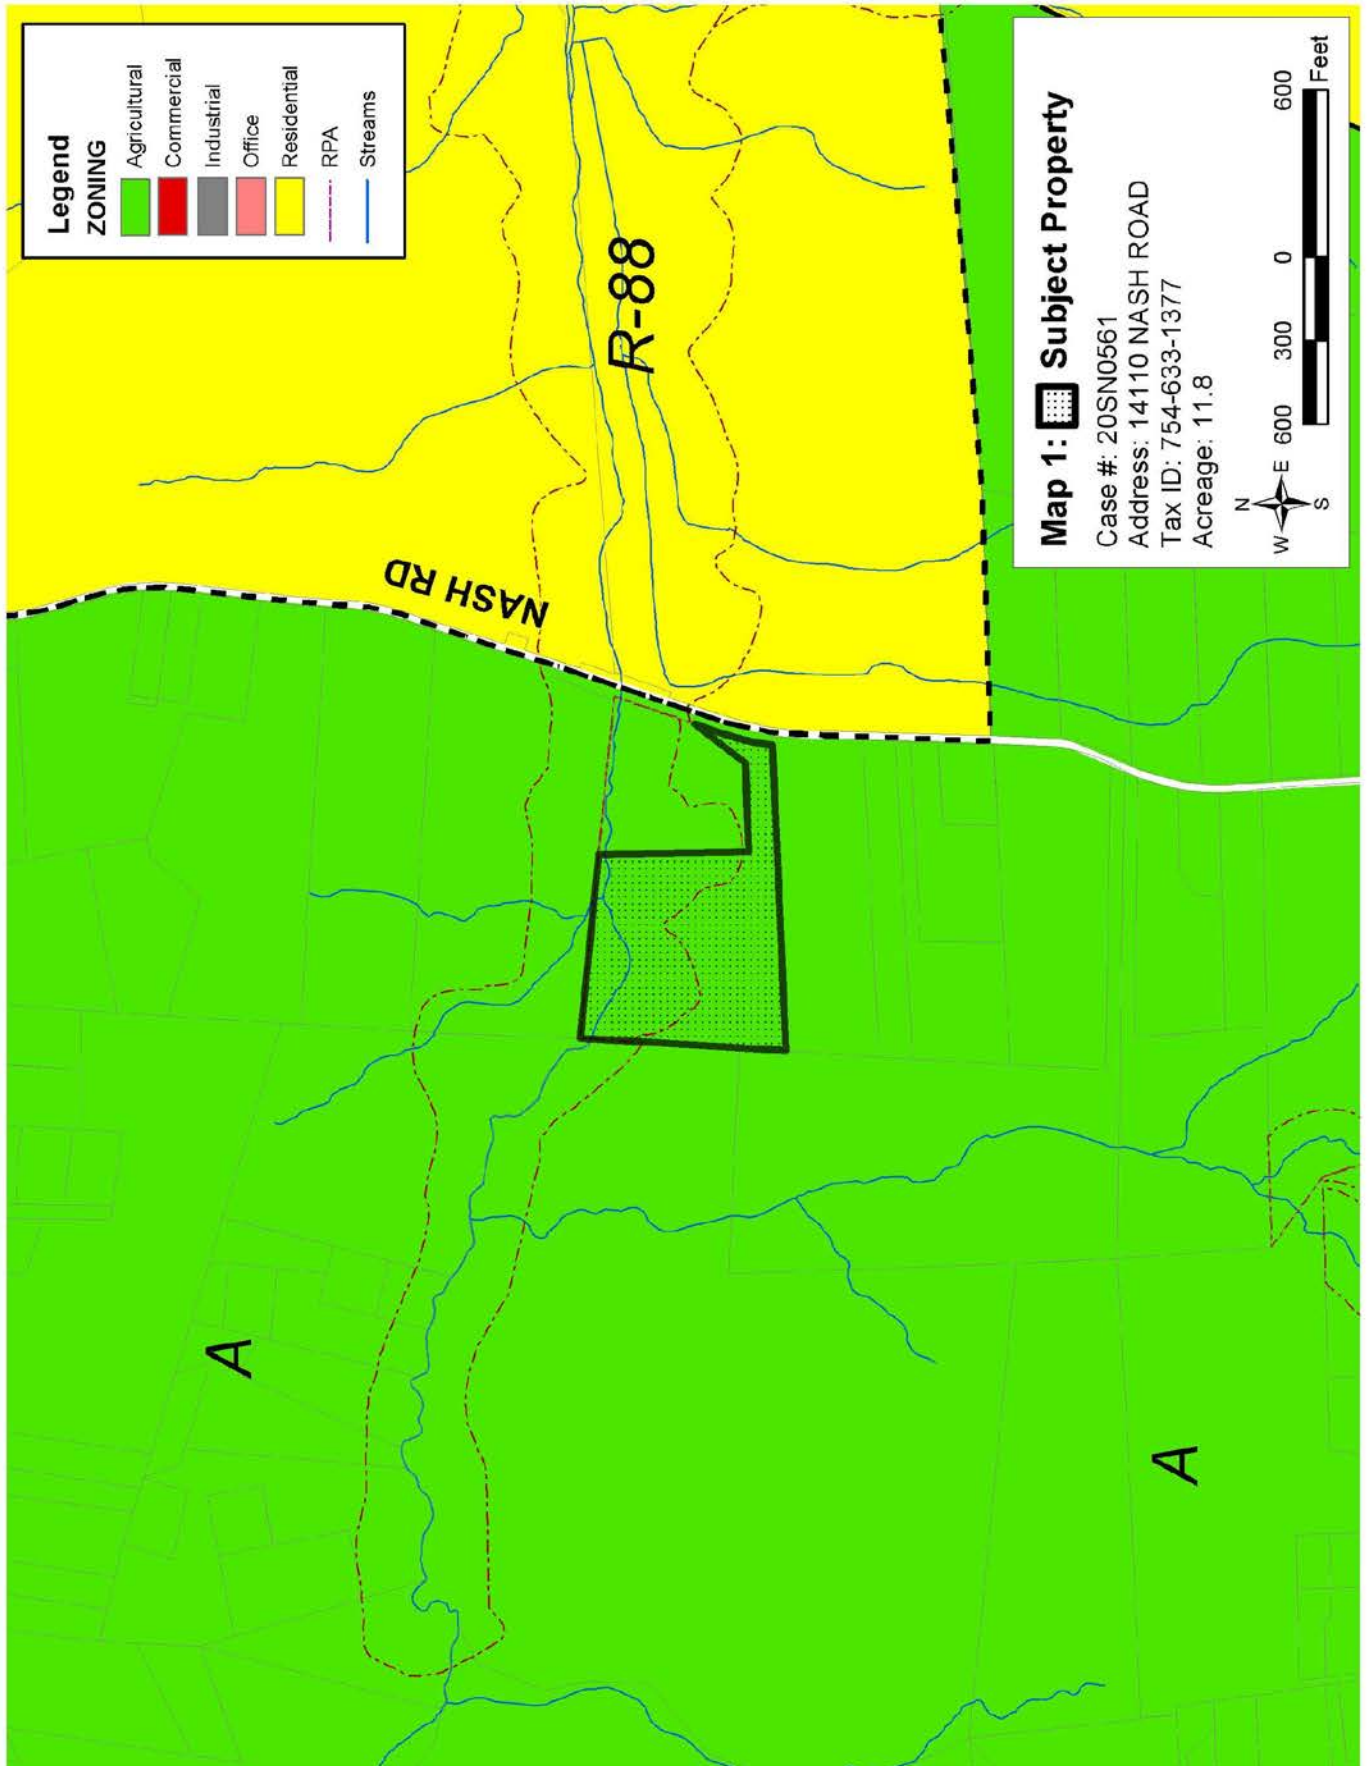 Legend
ZONING
Agricultural
Commercial
Industrial
Office
Residential
RPA
Streams
R-88
NASH RD
A
A
Map 1: Subject Property
Case #: 20SN0561
Address: 14110 NASH ROAD
Tax ID: 754-633-1377
Acreage: 11.8
N
W E
S
600 300 0 600
Feet